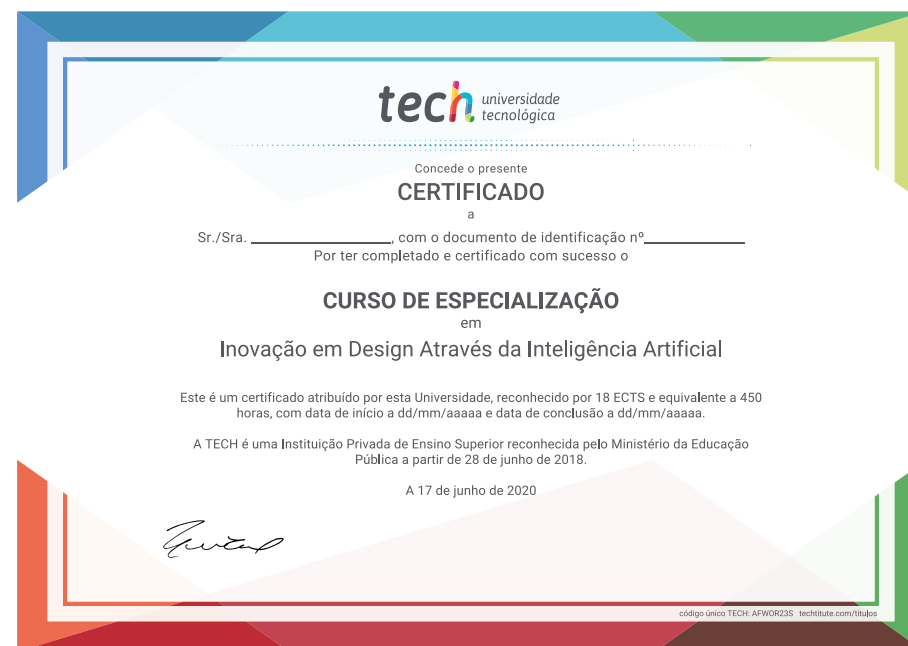 tech universidade
tecnológica
Concede o presente
CERTIFICADO
a
Sr./Sra. ____________, com o documento de identificação nº____________
Por ter completado e certificado com sucesso o
CURSO DE ESPECIALIZAÇÃO
em
Inovação em Design Através da Inteligência Artificial
Este é um certificado atribuído por esta Universidade, reconhecido por 18 ECTS e equivalente a 450
horas, com data de início a dd/mm/aaaaa e data de conclusão a dd/mm/aaaaa.
A TECH é uma Instituição Privada de Ensino Superior reconhecida pelo Ministério da Educação
Pública a partir de 28 de junho de 2018.
A 17 de junho de 2020
código único TECH: AFWOR23S techtitute.com/titulos